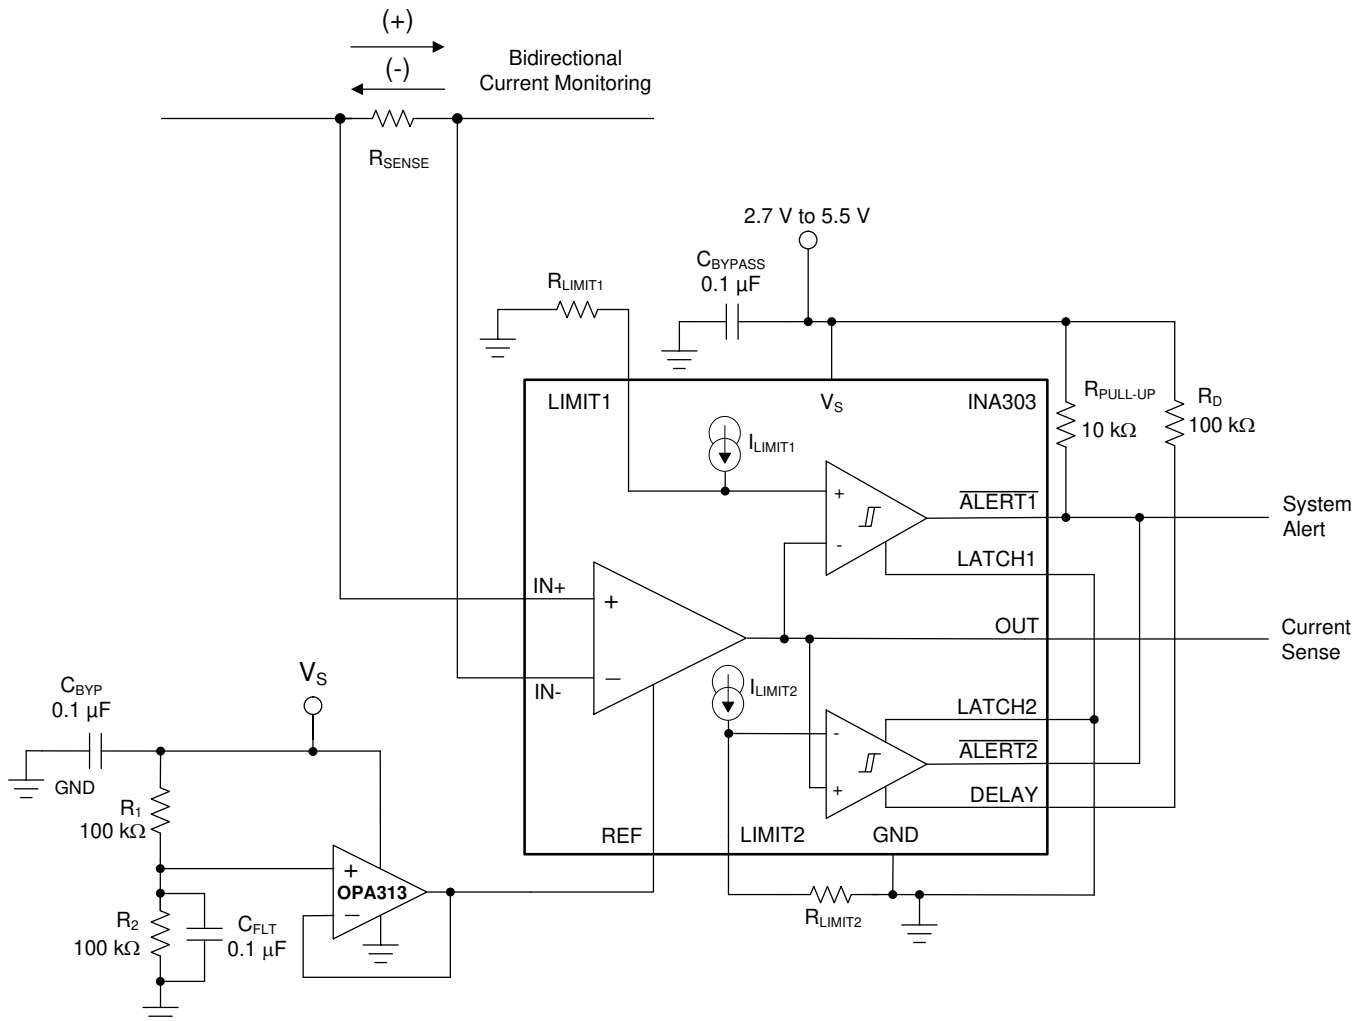 (+)
(-)
Bidirectional
Current Monitoring
RSENSE
2.7 V to 5.5 V
CBYPASS
0.1 µF
RLIMIT1
LIMIT1
VS
INA303
RPULL-UP
10 kΩ
RD
100 kΩ
ILIMIT1
+
-
ALERT1
System
Alert
LATCH1
IN+
+
OUT
Current
Sense
−
IN-
ILIMIT2
LATCH2
-
ALERT2
+
DELAY
REF
LIMIT2
GND
RLIMIT2
VS
CBYP
0.1 µF
GND
R1
100 kΩ
+
OPA313
−
R2
100 kΩ
CFLT
0.1 µF